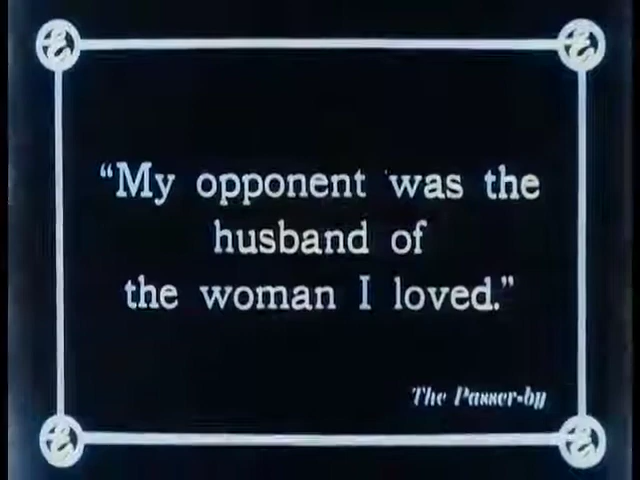 “My opponent was the
husband of
the woman I loved.”
The Passer-by